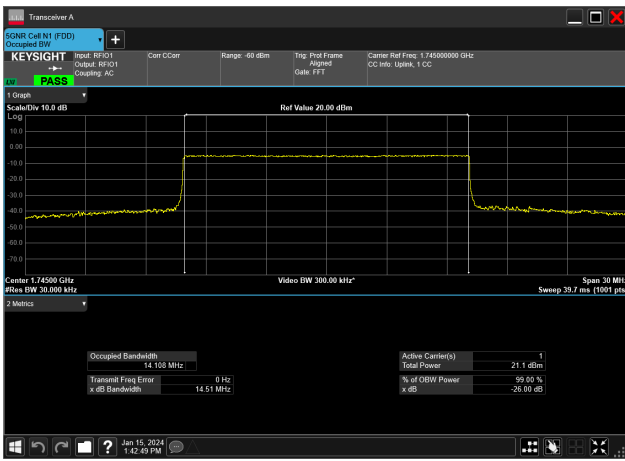 Transceiver A
5GNR Cell N1 (FDD)
Occupied BW
KEYSIGHT
LXI
PASS
Input: RFIO1
Output: RFIO1
Coupling: AC
Corr CCorr
Range: -60 dBm
Trig: Prot Frame
Aligned
Gate: FFT
Carrier Ref Freq: 1.745000000 GHz
CC Info: Uplink, 1 CC
1 Graph
Scale/Div 10.0 dB
Ref Value 20.00 dBm
Log
10.0
0.00
-10.0
-20.0
-30.0
-40.0
-50.0
-60.0
-70.0
Center 1.74500 GHz
Video BW 300.00 kHz*
Span 30 MHz
#Res BW 30.000 kHz
Sweep 39.7 ms (1001 pts
2 Metrics
Occupied Bandwidth
14.108 MHz
Transmit Freq Error 0 Hz
x dB Bandwidth 14.51 MHz
Active Carrier(s) 1
Total Power 21.1 dBm
% of OBW Power 99.00 %
x dB -26.00 dB
?
Jan 15, 2024
1:42:49 PM